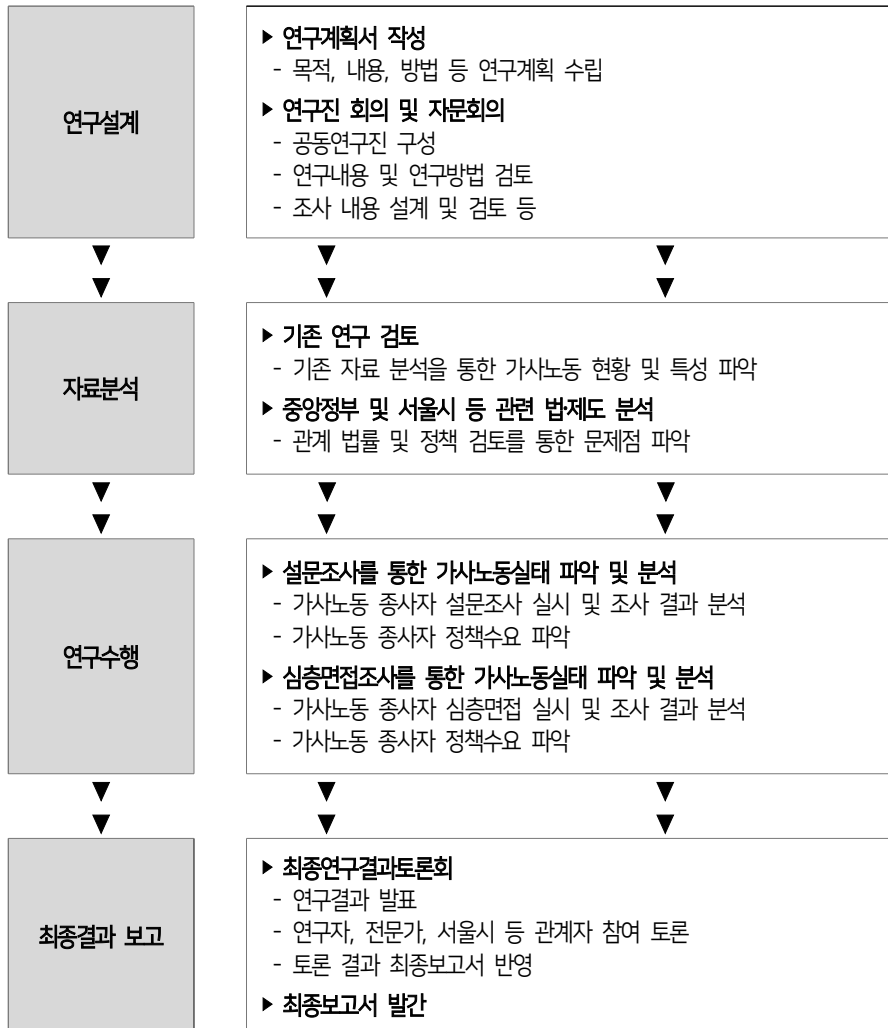 연구설계
▶ 연구계획서 작성
- 목적, 내용, 방법 등 연구계획 수립
▶ 연구진 회의 및 자문회의
- 공동연구진 구성
- 연구내용 및 연구방법 검토
- 조사 내용 설계 및 검토 등
▼ ▼ ▼
▼ ▼ ▼
자료분석
▶ 기존 연구 검토
- 기존 자료 분석을 통한 가사노동 현황 및 특성 파악
▶ 중앙정부 및 서울시 등 관련 법·제도 분석
- 관계 법률 및 정책 검토를 통한 문제점 파악
▼ ▼ ▼
▼ ▼ ▼
연구수행
▶ 설문조사를 통한 가사노동실태 파악 및 분석
- 가사노동 종사자 설문조사 실시 및 조사 결과 분석
- 가사노동 종사자 정책수요 파악
▶ 심층면접조사를 통한 가사노동실태 파악 및 분석
- 가사노동 종사자 심층면접 실시 및 조사 결과 분석
- 가사노동 종사자 정책수요 파악
▼ ▼ ▼
▼ ▼ ▼
최종결과 보고
▶ 최종연구결과토론회
- 연구결과 발표
- 연구자, 전문가, 서울시 등 관계자 참여 토론
- 토론 결과 최종보고서 반영
▶ 최종보고서 발간